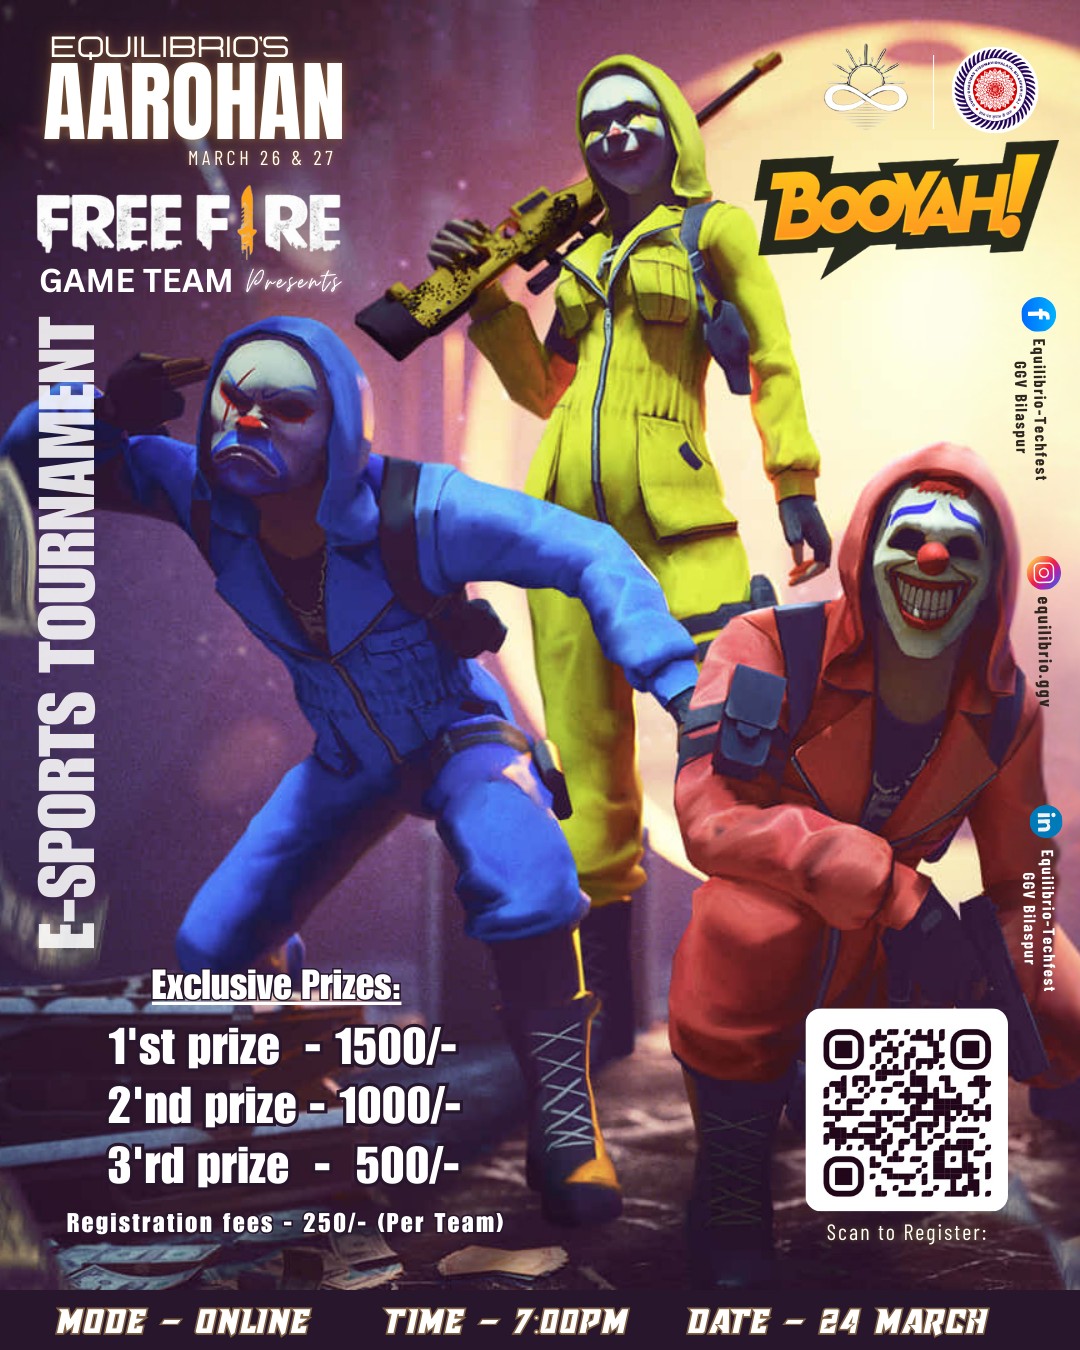 EQUILIBRIO'S
AAROHAN
MARCH 26 & 27
FREE FIRE
GAME TEAM Presents
E-SPORTS TOURNAMENT
BOOYAH!
Equilibrio-Techfest
GGV Bilaspur
equilibrio.ggv
Equilibrio-Techfest
GGV Bilaspur
Exclusive Prizes:
1'st prize - 1500/-
2'nd prize - 1000/-
3'rd prize - 500/-
Registration fees - 250/- (Per Team)
Scan to Register:
MODE - ONLINE TIME - 7:00PM DATE - 24 MARCH